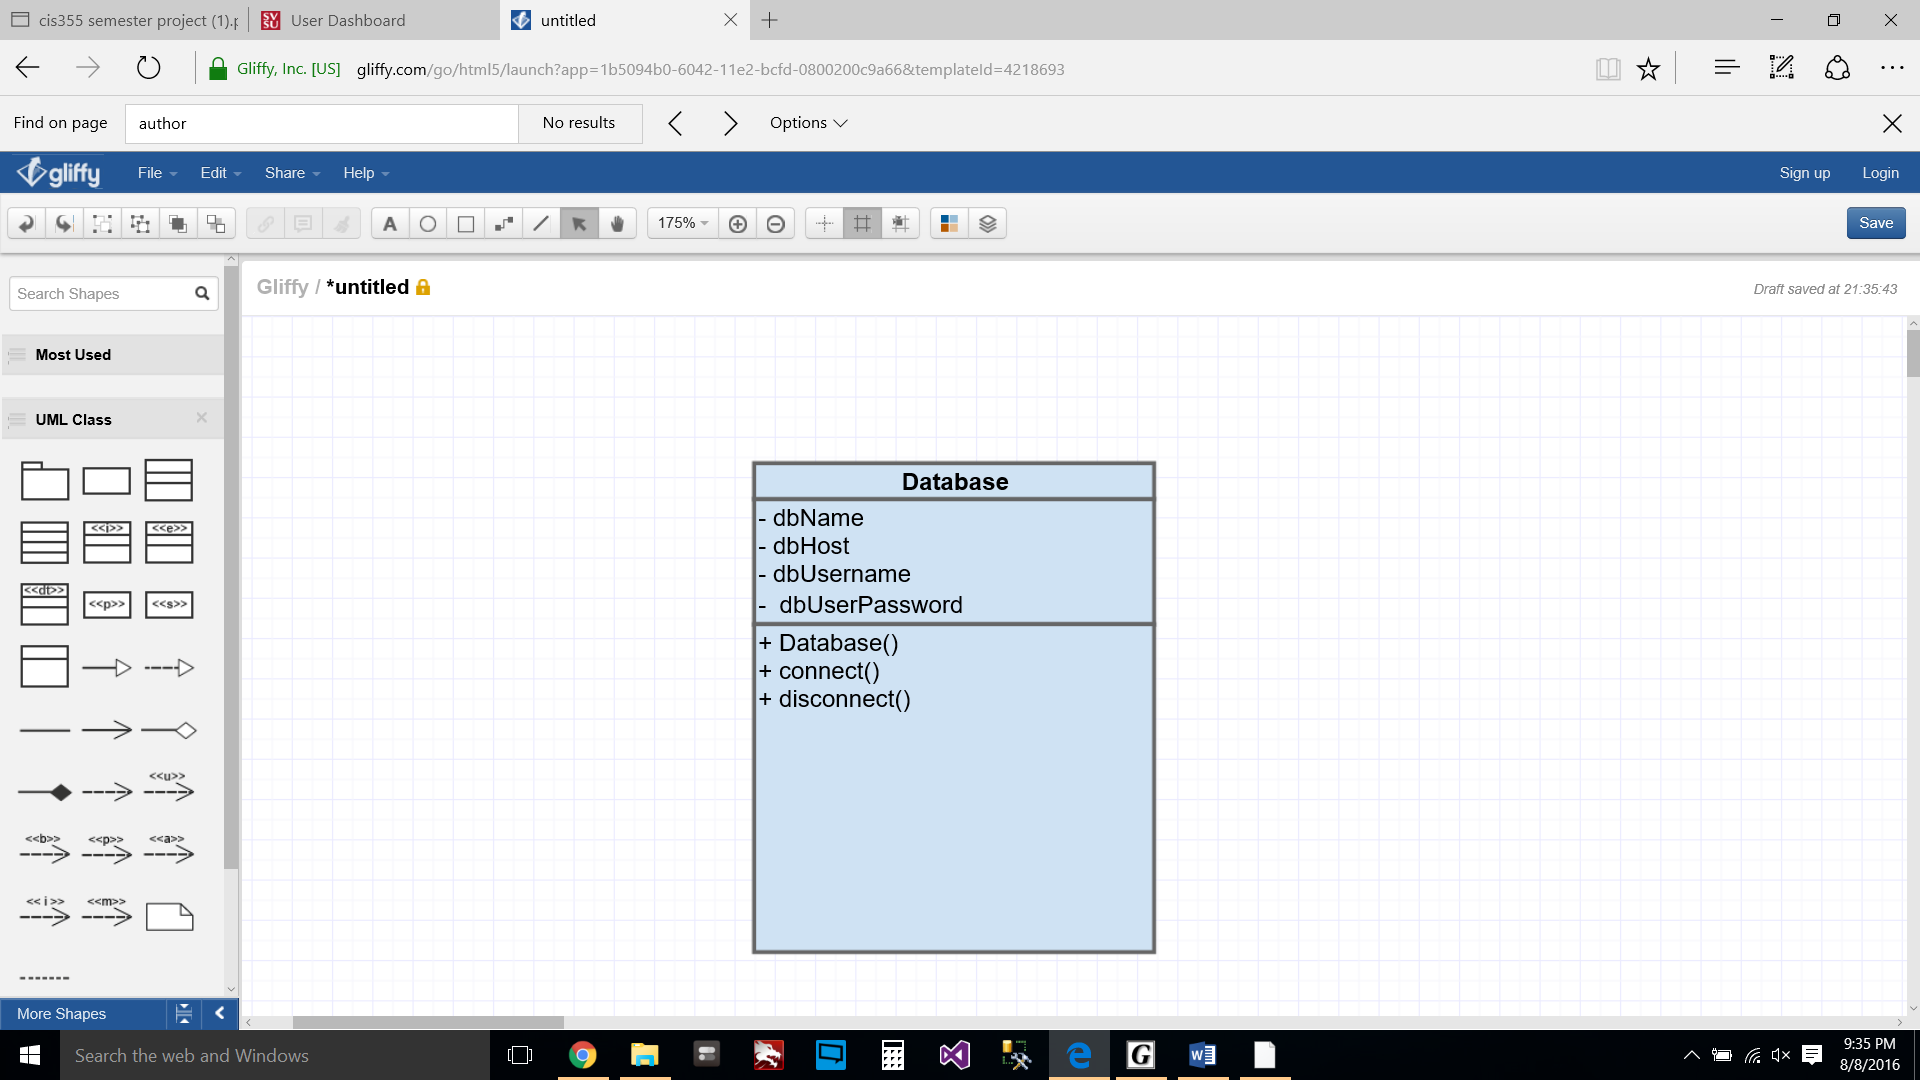 cis355 semester project (1).p
User Dashboard
untitled
Gliffy, Inc. [US]
gliffy.com/go/html5/launch?app=1b5094b0-6042-11e2-bcfd-0800200c9a66&templateId=4218693
Find on page
author
No results
Options
gliffy
File
Edit
Share
Help
Sign up
Login
A
175%
Save
Search Shapes
Gliffy / *untitled
Draft saved at 21:35:43
Most Used
UML Class
<<i>>
<<e>>
<<dt>>
<<p>>
<<s>>
<<u>>
<<b>>
<<p>>
<<a>>
<< i >>
<<m>>
Database
- dbName
- dbHost
- dbUsername
- dbUserPassword
+ Database()
+ connect()
+ disconnect()
More Shapes
Search the web and Windows
9:35 PM
8/8/2016